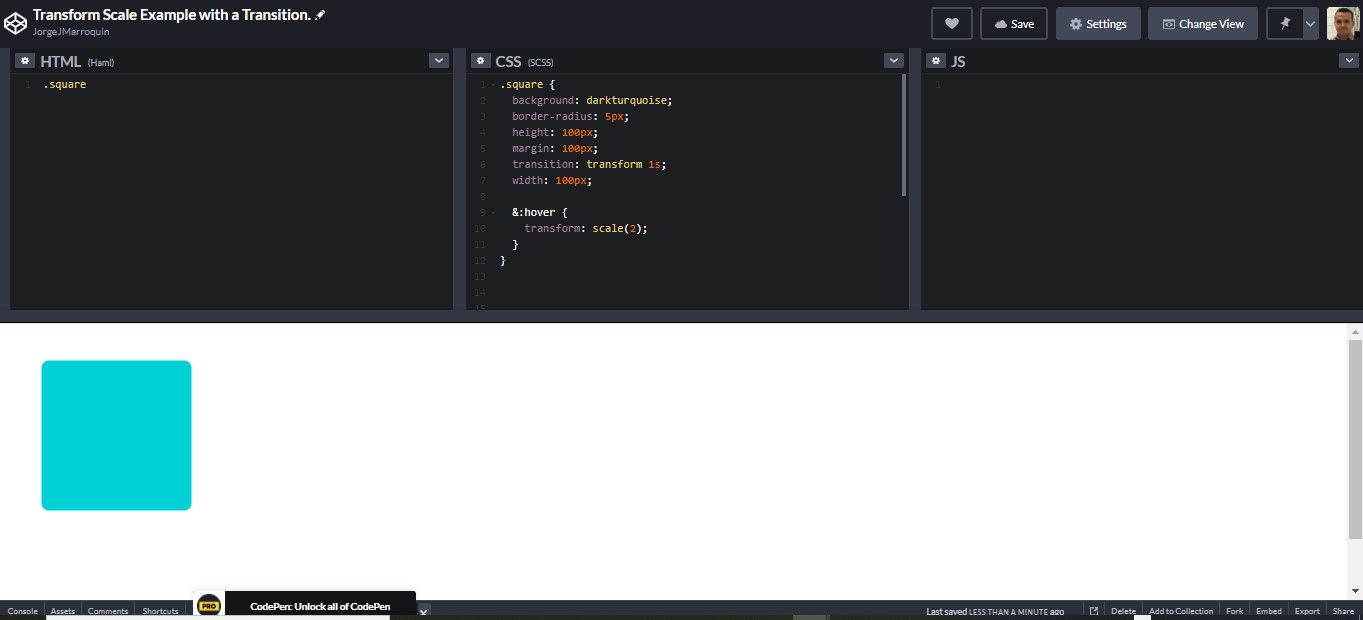 Transform Scale Example with a Transition.
JorgeJMarroquin
Save
Settings
Change View
HTML (Haml)
1 .square
CSS (SCSS)
1 .square {
2 background: darkturquoise;
3 border-radius: 5px;
4 height: 100px;
5 margin: 100px;
6 transition: transform 1s;
7 width: 100px;
8
9 &:hover {
10 transform: scale(2);
11 }
12 }
13
14
15
JS
1
Console Assets Comments Shortcuts
PRO CodePen: Unlock all of CodePen
Last saved LESS THAN A MINUTE ago
Delete Add to Collection Fork Embed Export Share